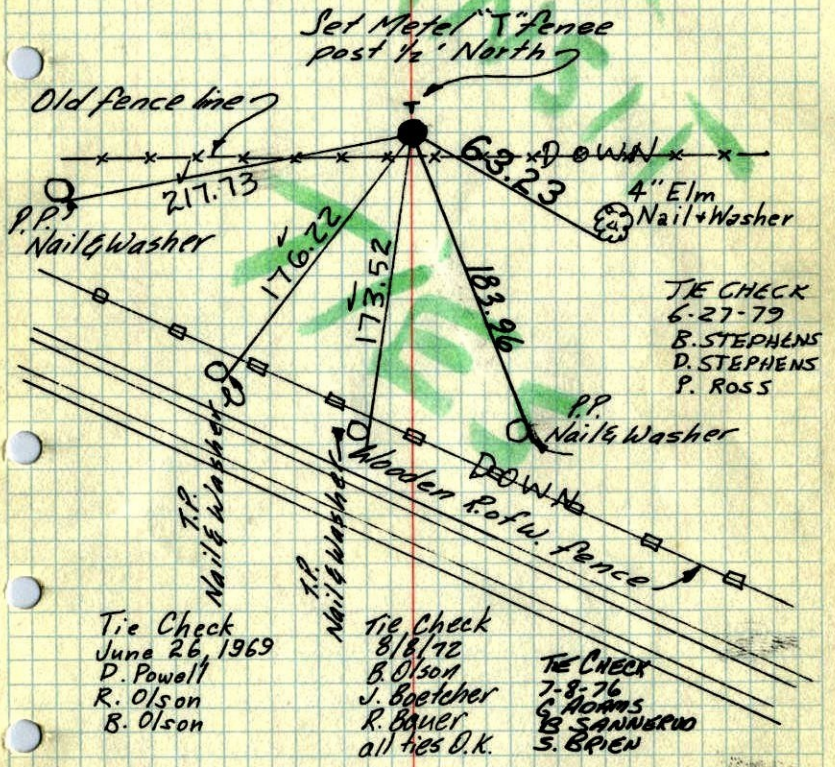 Set Metel "T" fence
post 1/2' North
T
Old fence line
DOWN
63.23
217.73
4" Elm
Nail + Washer
P.P.
Nail & Washer
176.22
173.52
183.96
TIE CHECK
6-27-79
B. STEPHENS
D. STEPHENS
P. ROSS
TIES
P.P.
Nail & Washer
T.P.
Nail & Washer
T.P.
Nail & Washer
DOWN
Wooden R.of W. fence
Tie Check
June 26, 1969
D. Powell
R. Olson
B. Olson
Tie Check
8/8/72
B. Olson
J. Boetcher
R. Bauer
all ties O.K.
TIE CHECK
7-8-76
G ADAMS
B SANNERUD
S. BRIEN